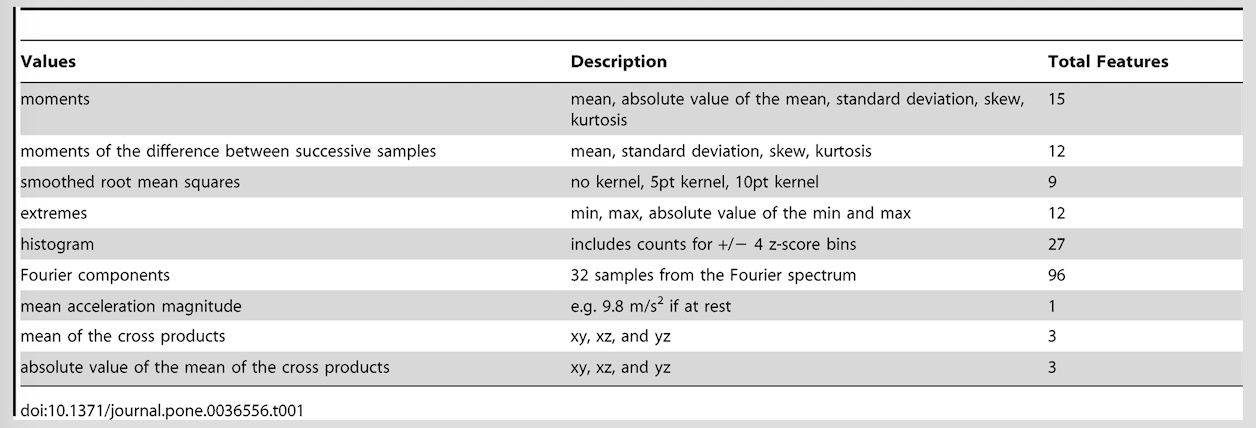 Values Description Total Features
moments mean, absolute value of the mean, standard deviation, skew, 15
kurtosis
moments of the difference between successive samples mean, standard deviation, skew, kurtosis 12
smoothed root mean squares no kernel, 5pt kernel, 10pt kernel 9
extremes min, max, absolute value of the min and max 12
histogram includes counts for +/− 4 z-score bins 27
Fourier components 32 samples from the Fourier spectrum 96
mean acceleration magnitude e.g. 9.8 m/s² if at rest 1
mean of the cross products xy, xz, and yz 3
absolute value of the mean of the cross products xy, xz, and yz 3
doi:10.1371/journal.pone.0036556.t001